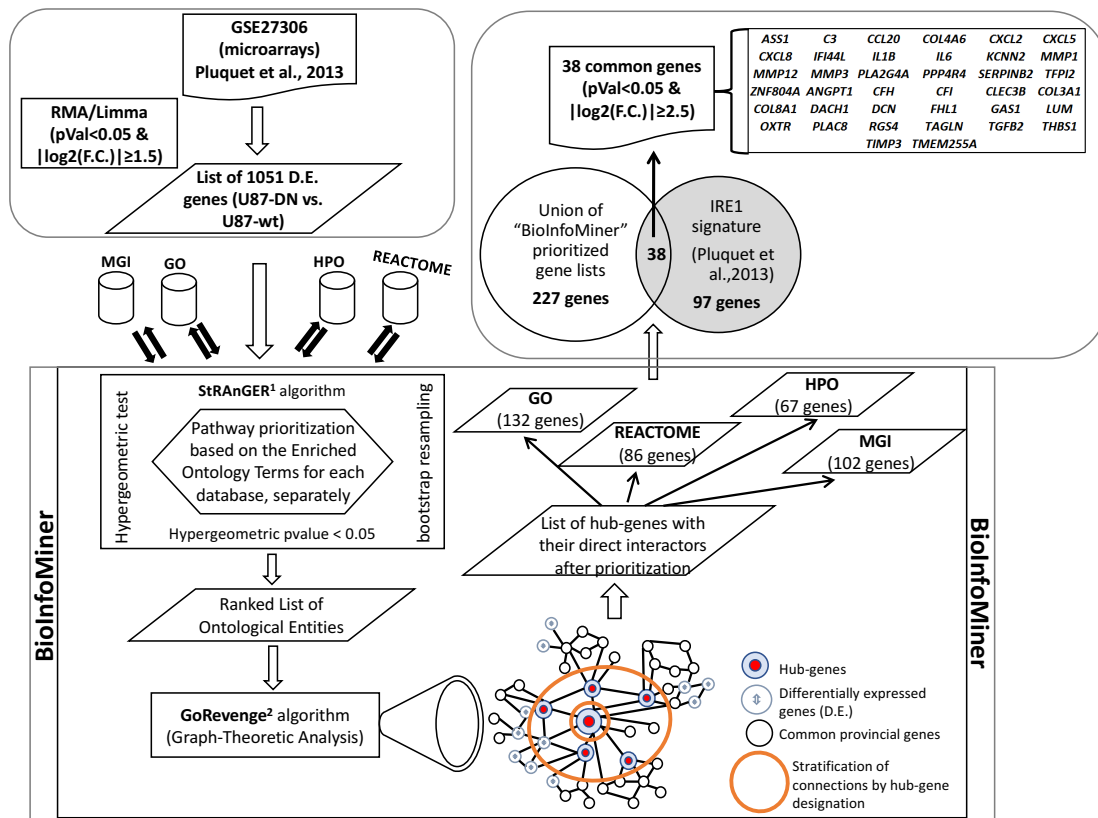 GSE27306
(microarrays)
Pluquet et al., 2013
RMA/Limma
(pVal<0.05 &
|log2(F.C.)|≥1.5)
List of 1051 D.E.
genes (U87-DN vs.
U87-wt)
38 common genes
(pVal<0.05 &
|log2(F.C.)|≥2.5)
ASS1 C3 CCL20 COL4A6 CXCL2 CXCL5
CXCL8 IFI44L IL1B IL6 KCNN2 MMP1
MMP12 MMP3 PLA2G4A PPP4R4 SERPINB2 TFPI2
ZNF804A ANGPT1 CFH CFI CLEC3B COL3A1
COL8A1 DACH1 DCN FHL1 GAS1 LUM
OXTR PLAC8 RGS4 TAGLN TGFB2 THBS1
TIMP3 TMEM255A
Union of
“BioInfoMiner”
prioritized
gene lists
227 genes
38
IRE1
signature
(Pluquet et
al.,2013)
97 genes
MGI
GO
HPO
REACTOME
BioInfoMiner
Hypergeometric test
StRAnGER¹ algorithm
Pathway prioritization
based on the Enriched
Ontology Terms for each
database, separately
Hypergeometric pvalue < 0.05
bootstrap resampling
Ranked List of
Ontological Entities
GoRevenge² algorithm
(Graph-Theoretic Analysis)
GO
(132 genes)
REACTOME
(86 genes)
HPO
(67 genes)
MGI
(102 genes)
List of hub-genes with
their direct interactors
after prioritization
Hub-genes
Differentially expressed
genes (D.E.)
Common provincial genes
Stratification of
connections by hub-gene
designation
BioInfoMiner